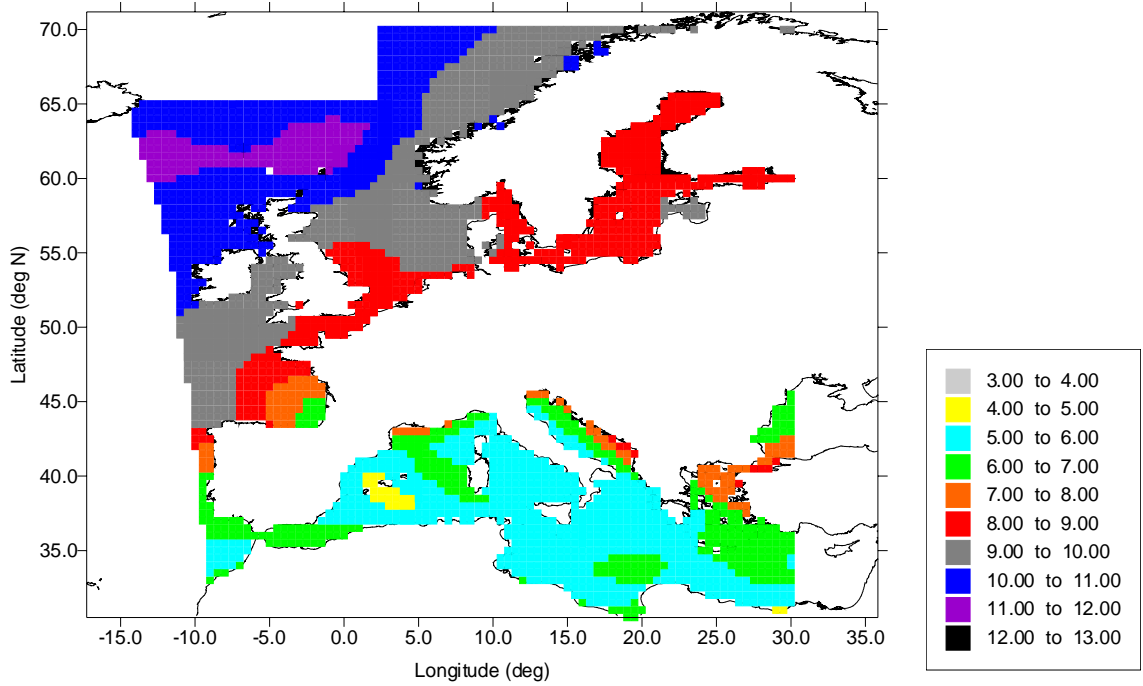 70.0
65.0
60.0
55.0
50.0
45.0
40.0
35.0
Latitude (deg N)
-15.0 -10.0 -5.0 0.0 5.0 10.0 15.0 20.0 25.0 30.0 35.0
Longitude (deg)
3.00 to 4.00
4.00 to 5.00
5.00 to 6.00
6.00 to 7.00
7.00 to 8.00
8.00 to 9.00
9.00 to 10.00
10.00 to 11.00
11.00 to 12.00
12.00 to 13.00